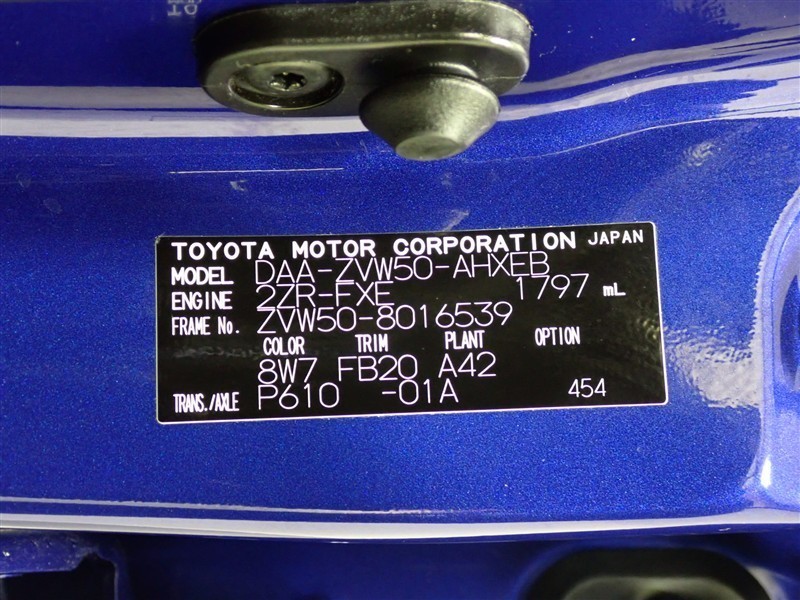 TOYOTA MOTOR CORPORATION JAPAN
MODEL DAA-ZVW50-AHXEB
ENGINE 2ZR-FXE 1797 mL
FRAME No. ZVW50-8016539
COLOR TRIM PLANT OPTION
8W7 FB20 A42
TRANS./AXLE P610 -01A 454